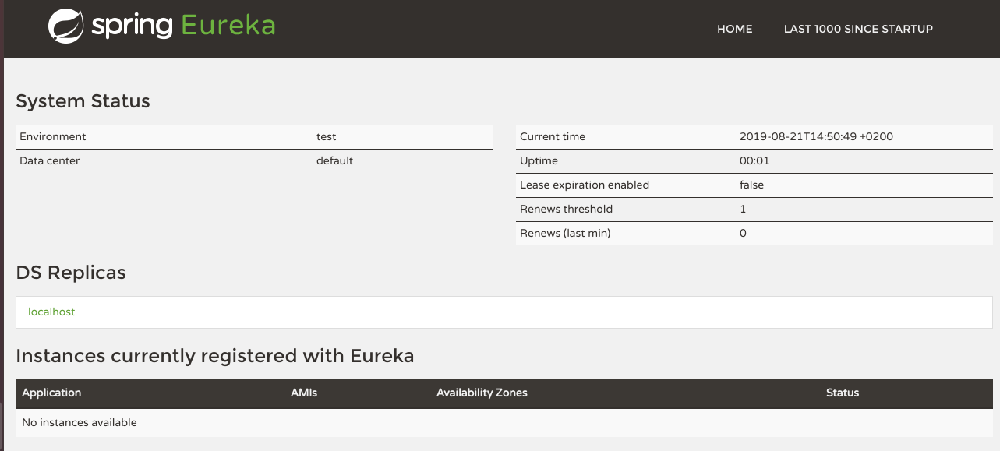 spring Eureka
HOME LAST 1000 SINCE STARTUP
System Status
Environment test
Data center default
Current time 2019-08-21T14:50:49 +0200
Uptime 00:01
Lease expiration enabled false
Renews threshold 1
Renews (last min) 0
DS Replicas
localhost
Instances currently registered with Eureka
Application AMIs Availability Zones Status
No instances available